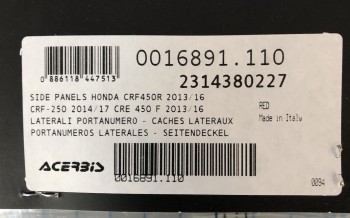 0016891.110
0 886118 447513
2314380227
SIDE PANELS HONDA CRF450R 2013/16
CRF-250 2014/17 CRE 450 F 2013/16
RED
LATERALI PORTANUMERO - CACHES LATERAUX
Made in Italy
PORTANUMEROS LATERALES - SEITENDECKEL
ACERBIS
0016891.110
0094